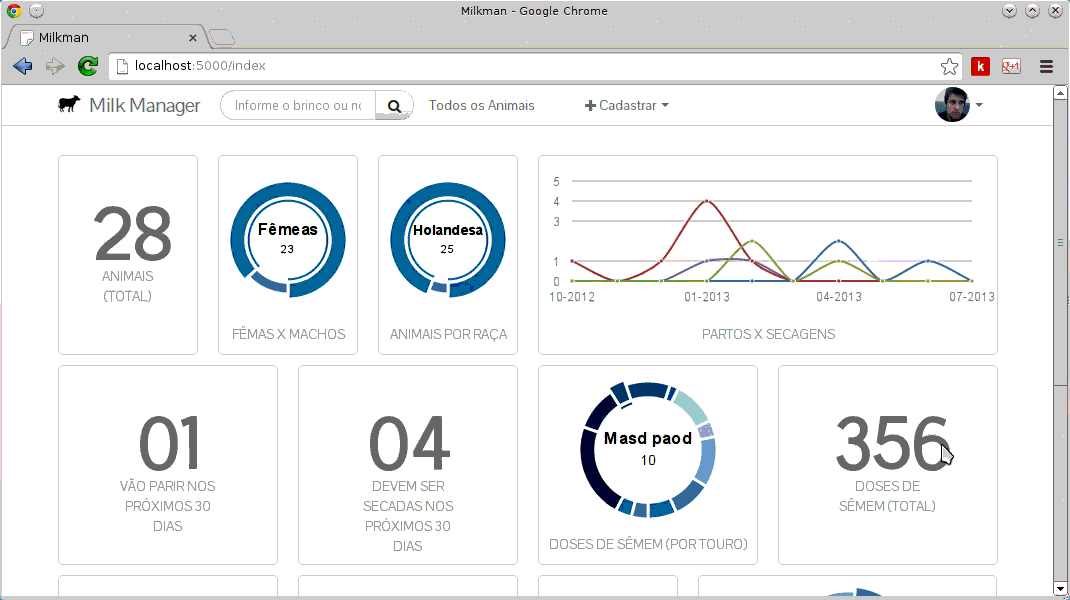 Milkman - Google Chrome
Milkman
localhost:5000/index
k
+1
Milk Manager
Informe o brinco ou no
Todos os Animais
Cadastrar
28
ANIMAIS
(TOTAL)
Fêmeas
23
FÊMAS X MACHOS
Holandesa
25
ANIMAIS POR RAÇA
5
4
3
1
0
10-2012
01-2013
04-2013
07-2013
PARTOS X SECAGENS
01
VÃO PARIR NOS
PRÓXIMOS 30
DIAS
04
DEVEM SER
SECADAS NOS
PRÓXIMOS 30
DIAS
Masd paod
10
DOSES DE SÊMEM (POR TOURO)
356
DOSES DE
SÊMEM (TOTAL)